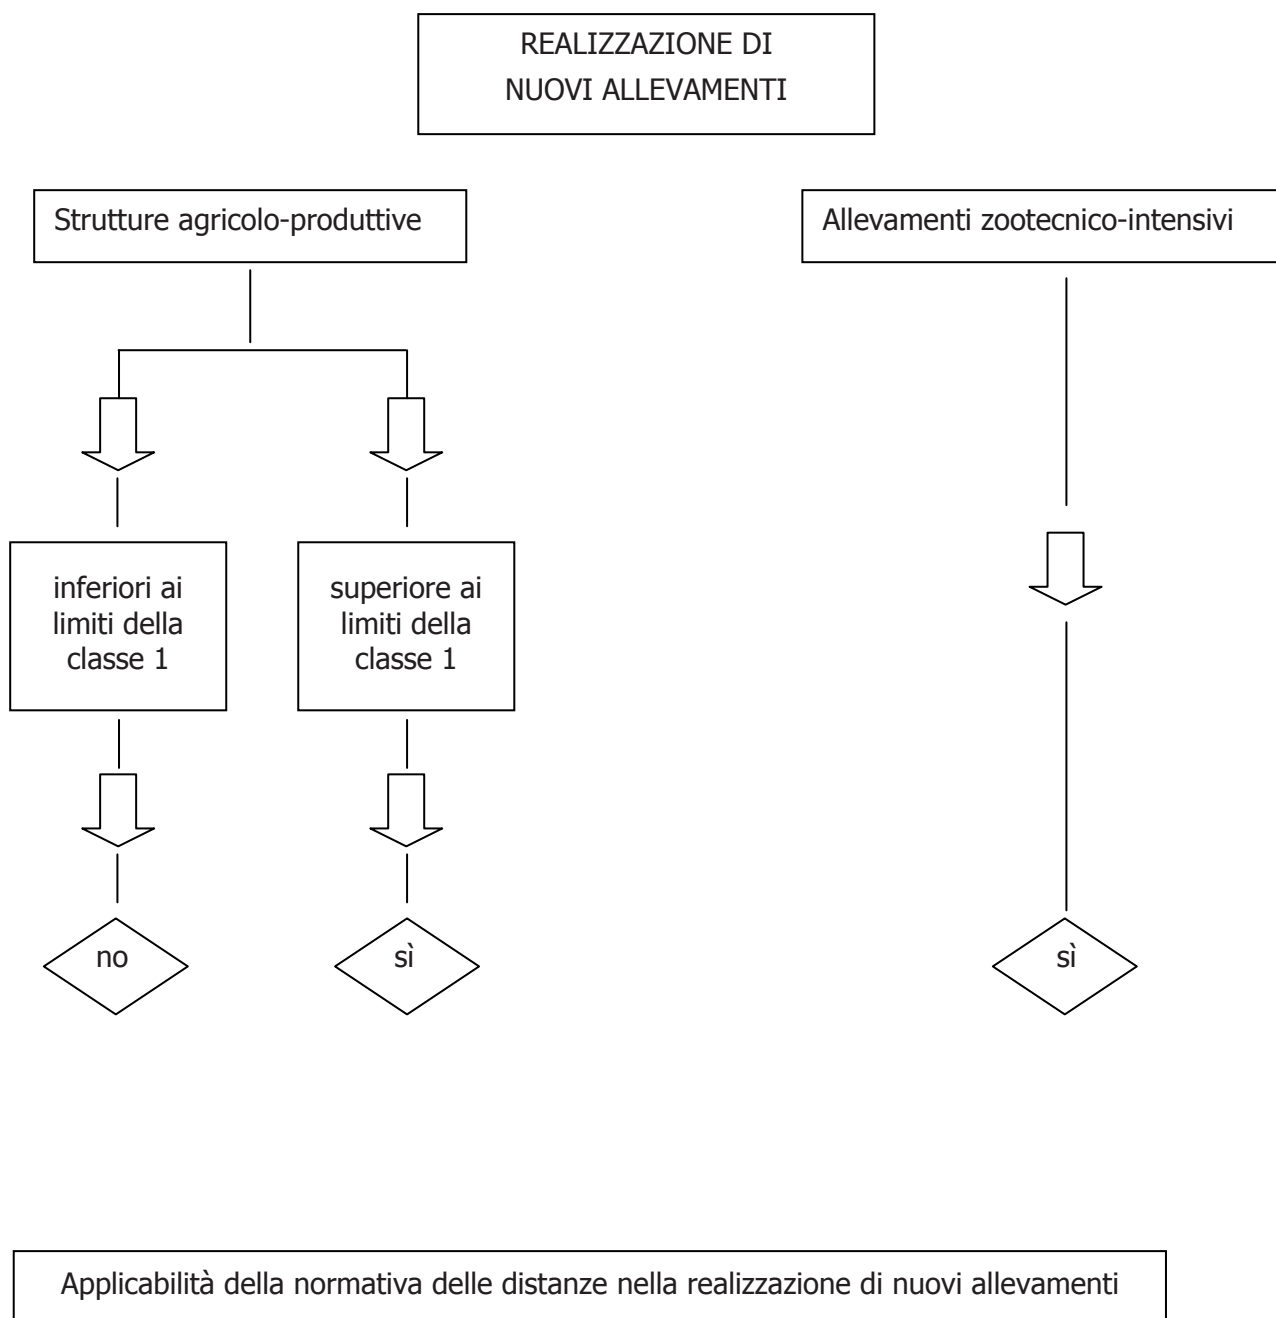 REALIZZAZIONE DI
NUOVI ALLEVAMENTI
Strutture agricolo-produttive
Allevamenti zootecnico-intensivi
inferiori ai
limiti della
classe 1
superiore ai
limiti della
classe 1
no
sì
sì
Applicabilità della normativa delle distanze nella realizzazione di nuovi allevamenti